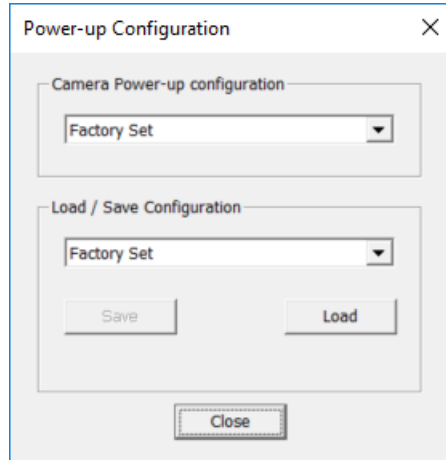 Power-up Configuration
Camera Power-up configuration
Factory Set
Load / Save Configuration
Factory Set
Save Load
Close